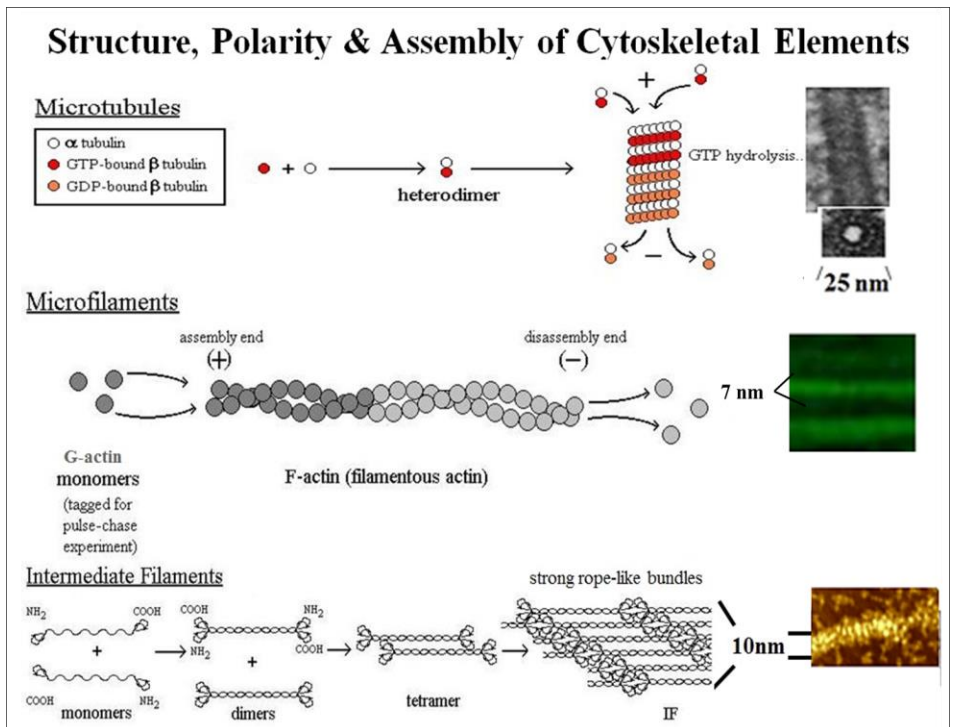 Structure, Polarity & Assembly of Cytoskeletal Elements
Microtubules
α tubulin
GTP-bound β tubulin
GDP-bound β tubulin
+
heterodimer
+
GTP hydrolysis..
−
25 nm
Microfilaments
assembly end
(+)
disassembly end
(−)
7 nm
G-actin
monomers
(tagged for
pulse-chase
experiment)
F-actin (filamentous actin)
Intermediate Filaments
strong rope-like bundles
NH2
COOH
COOH
NH2
+
NH2
COOH
+
10nm
COOH
NH2
monomers
dimers
tetramer
IF